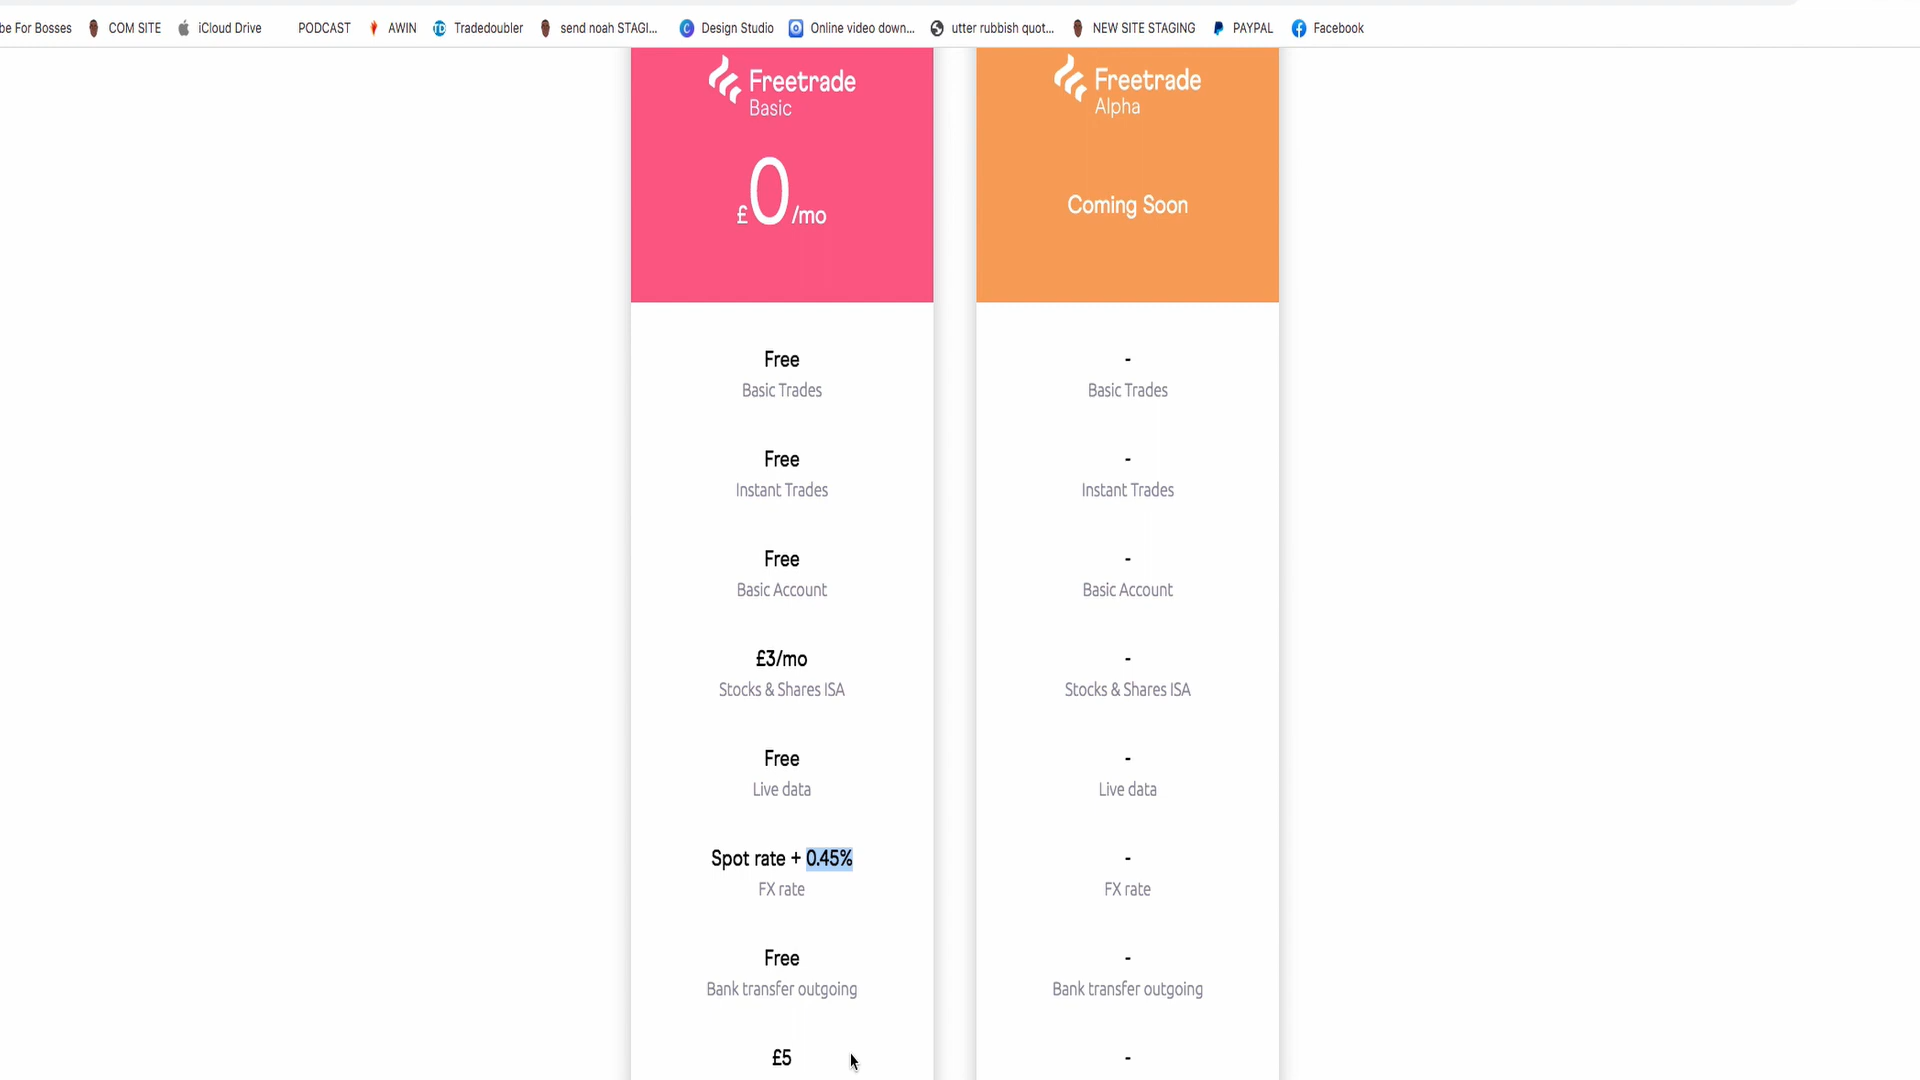 be For Bosses COM SITE iCloud Drive PODCAST AWIN Tradedoubler send noah STAGI... Design Studio Online video down... utter rubbish quot... NEW SITE STAGING PAYPAL Facebook
Freetrade
Basic
£0/mo
Free
Basic Trades
Free
Instant Trades
Free
Basic Account
£3/mo
Stocks & Shares ISA
Free
Live data
Spot rate + 0.45%
FX rate
Free
Bank transfer outgoing
£5
Freetrade
Alpha
Coming Soon
-
Basic Trades
-
Instant Trades
-
Basic Account
-
Stocks & Shares ISA
-
Live data
-
FX rate
-
Bank transfer outgoing
-